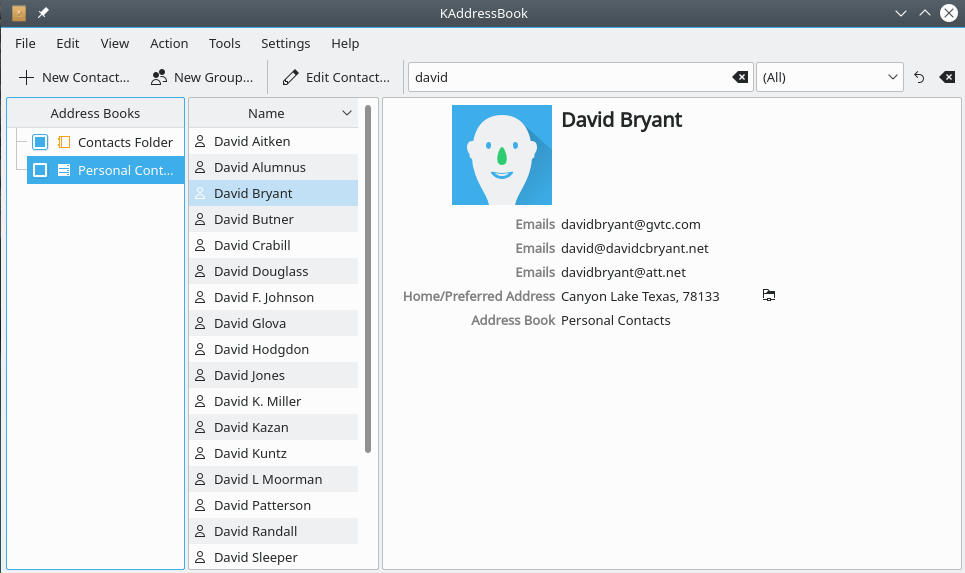 KAddressBook
File Edit View Action Tools Settings Help
New Contact... New Group... Edit Contact... david (All)
Address Books
Contacts Folder
Personal Cont...
Name
David Aitken
David Alumnus
David Bryant
David Butner
David Crabill
David Douglass
David F. Johnson
David Glova
David Hodgdon
David Jones
David K. Miller
David Kazan
David Kuntz
David L Moorman
David Patterson
David Randall
David Sleeper
David Bryant
Emails davidbryant@gvtc.com
Emails david@davidcbryant.net
Emails davidbryant@att.net
Home/Preferred Address Canyon Lake Texas, 78133
Address Book Personal Contacts